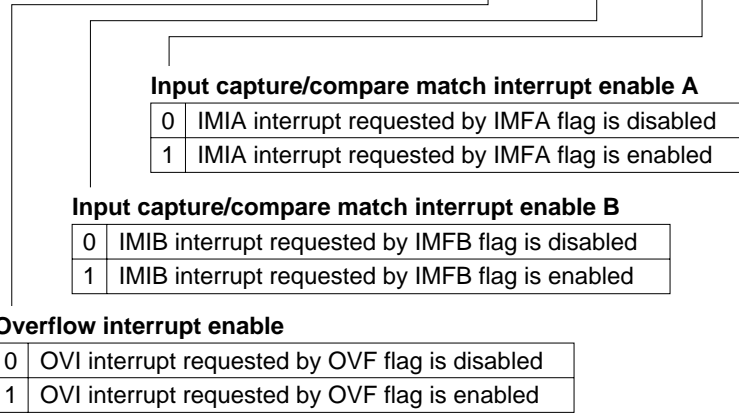 Input capture/compare match interrupt enable A
0 IMIA interrupt requested by IMFA flag is disabled
1 IMIA interrupt requested by IMFA flag is enabled
Input capture/compare match interrupt enable B
0 IMIB interrupt requested by IMFB flag is disabled
1 IMIB interrupt requested by IMFB flag is enabled
Overflow interrupt enable
0 OVI interrupt requested by OVF flag is disabled
1 OVI interrupt requested by OVF flag is enabled